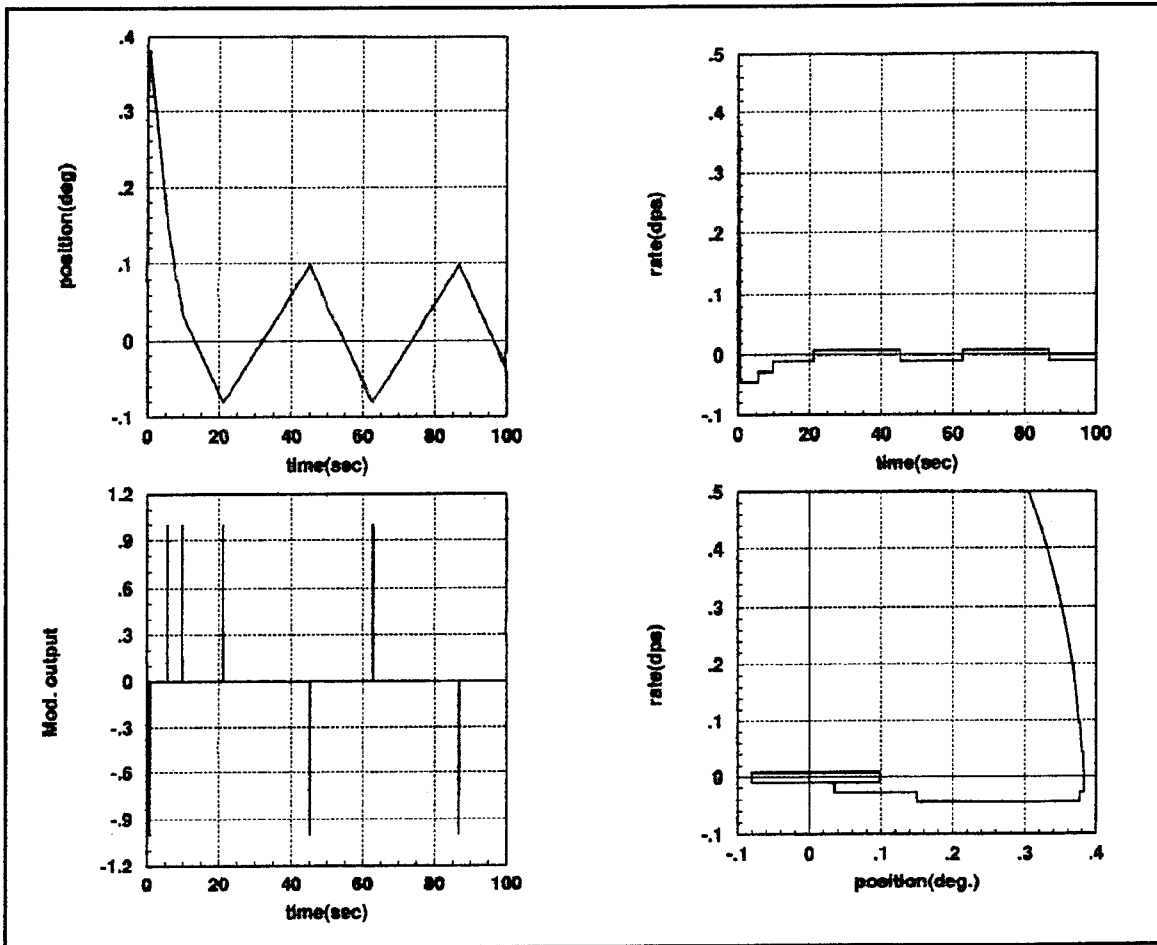 .4
.3
.2
.1
0
-.1
position(deg)
0 20 40 60 80 100
time(sec)
.5
.4
.3
.2
.1
0
-.1
rate(dps)
0 20 40 60 80 100
time(sec)
1.2
.9
.6
.3
0
-.3
-.6
-.9
-1.2
Mod. output
0 20 40 60 80 100
time(sec)
.5
.4
.3
.2
.1
0
-.1
rate(dps)
-.1 0 .1 .2 .3 .4
position(deg.)